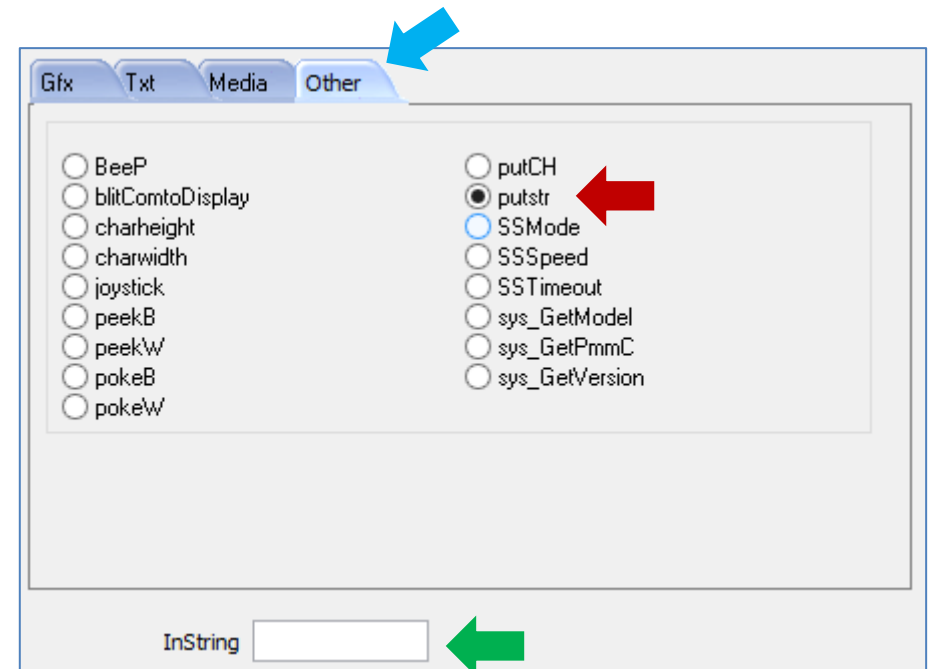 Gfx Txt Media Other
BeeP
blitComtoDisplay
charheight
charwidth
joystick
peekB
peekW
pokeB
pokeW
putCH
putstr
SSMode
SSSpeed
SSTimeout
sys_GetModel
sys_GetPmmC
sys_GetVersion
InString